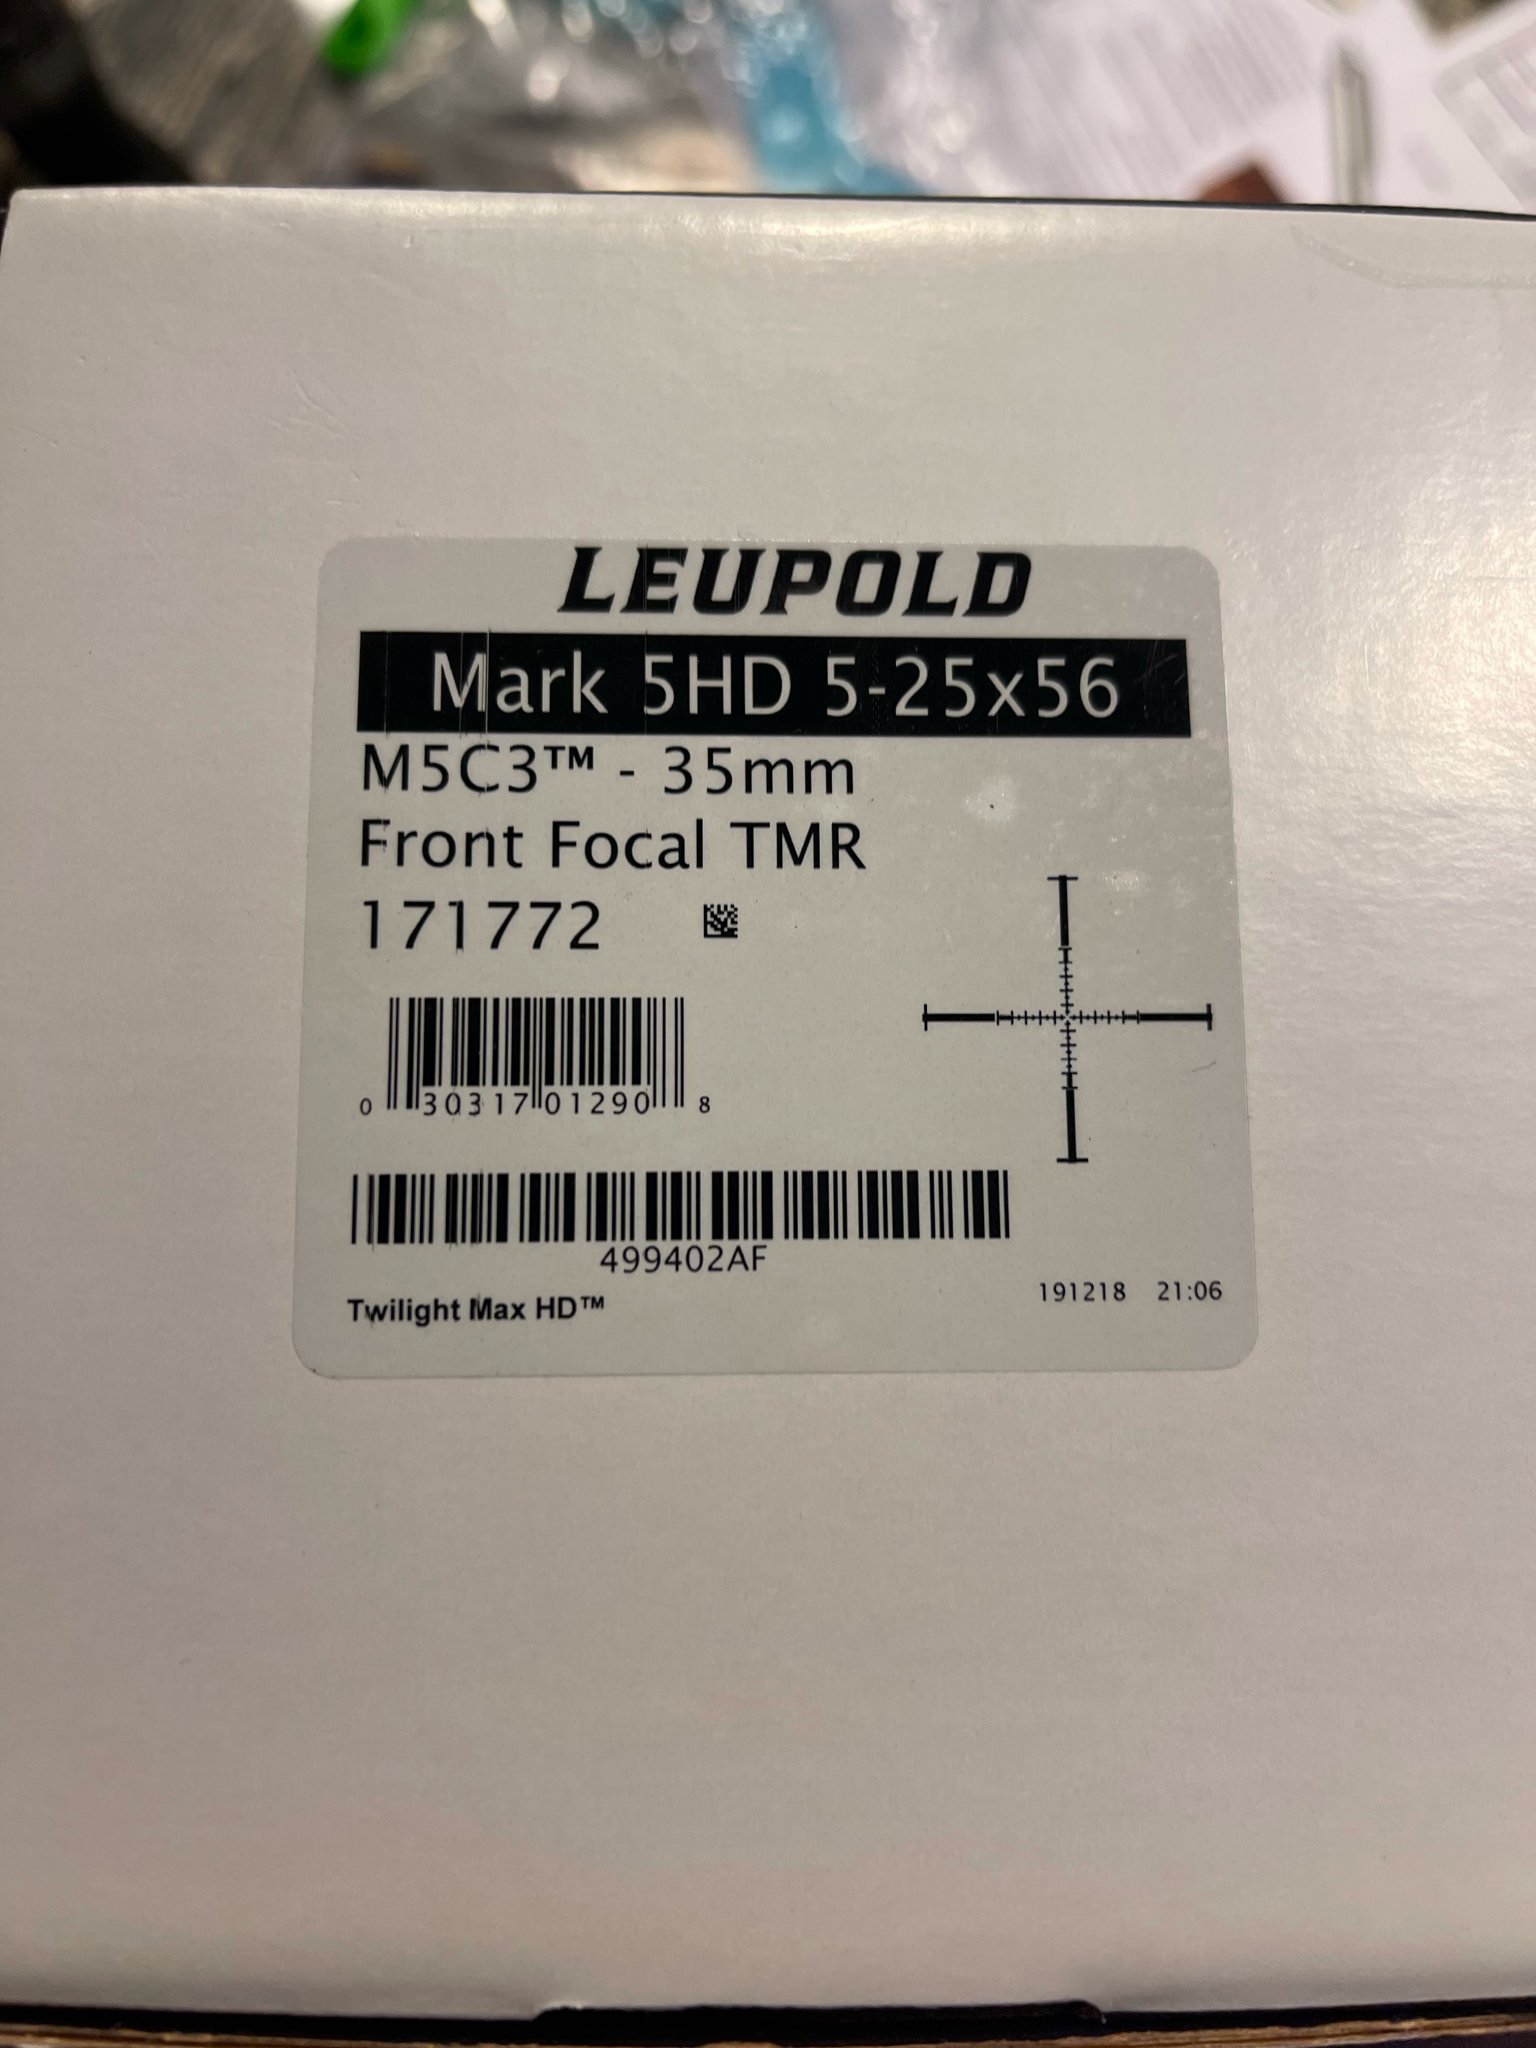 LEUPOLD
Mark 5HD 5-25x56
M5C3™ - 35mm
Front Focal TMR
171772
0 30317 01290 8
499402AF
Twilight Max HD™
191218 21:06